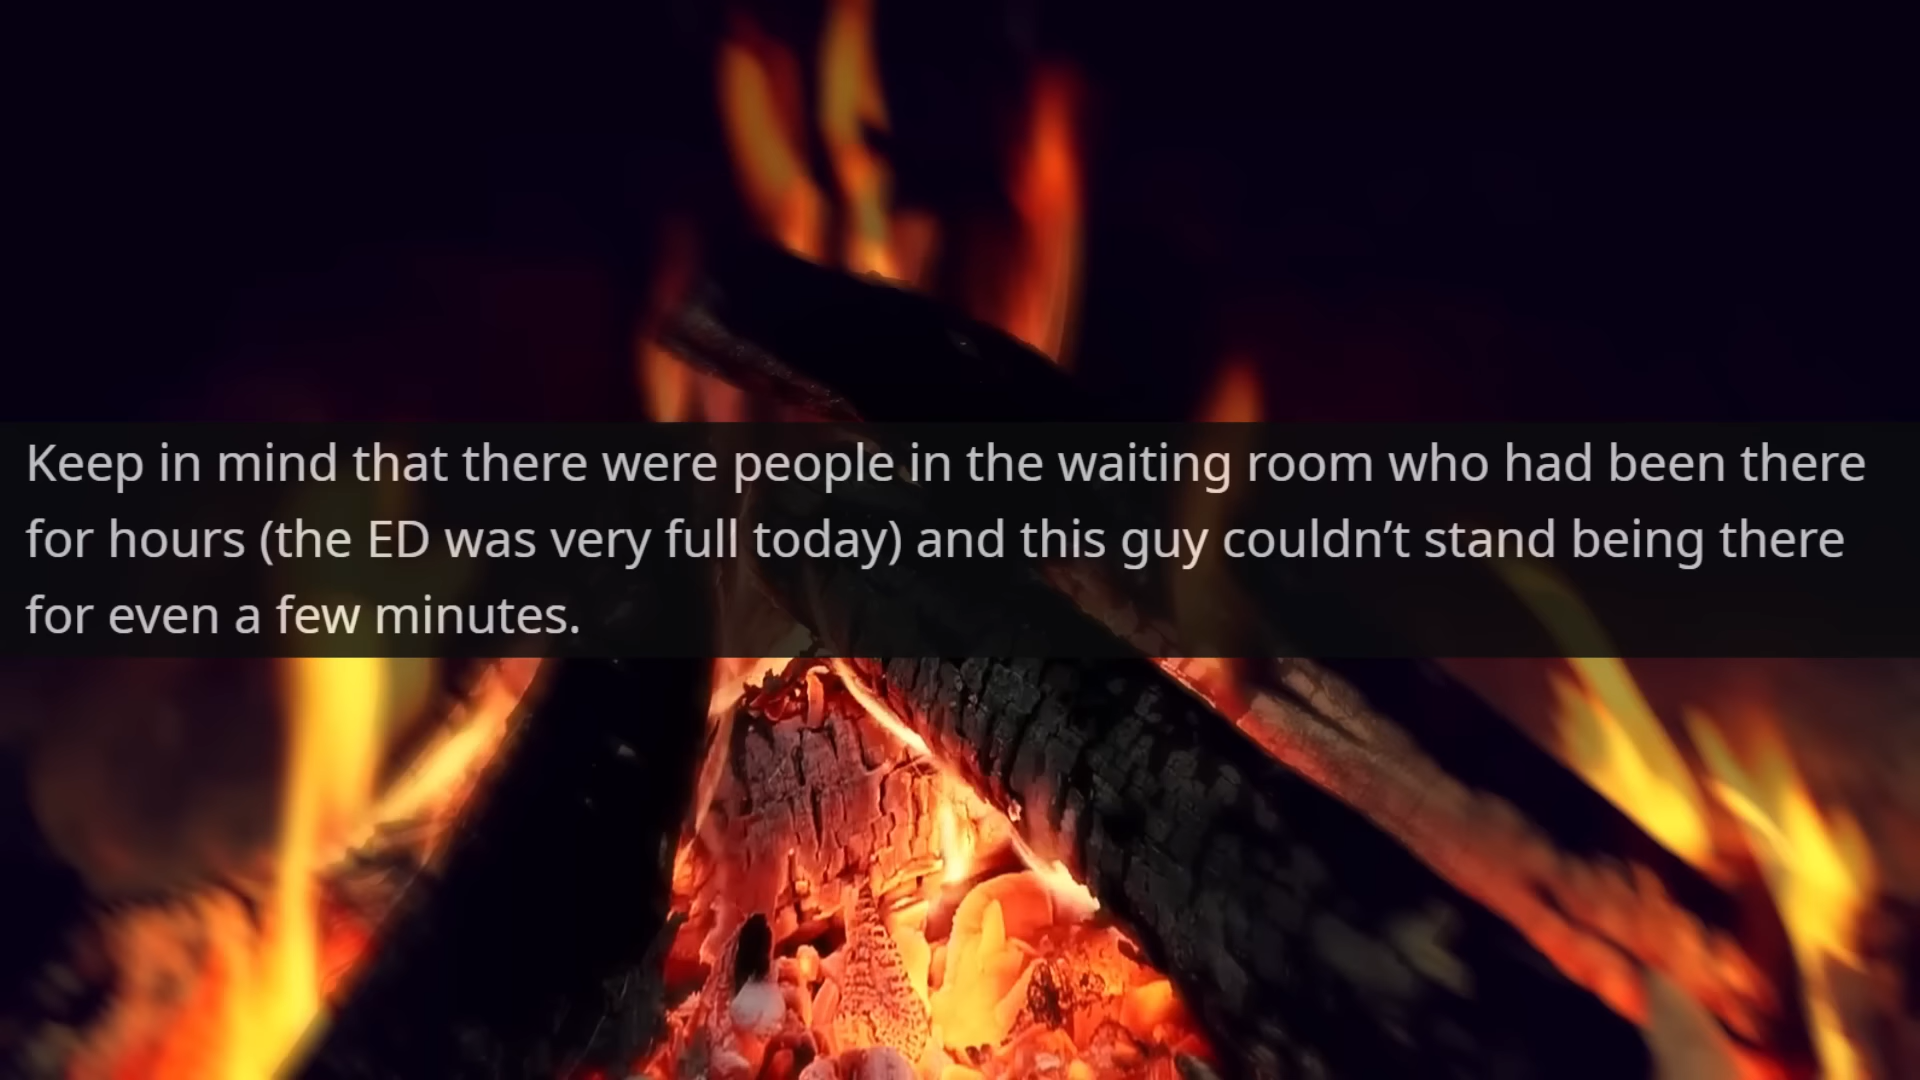 Keep in mind that there were people in the waiting room who had been there
for hours (the ED was very full today) and this guy couldn’t stand being there
for even a few minutes.